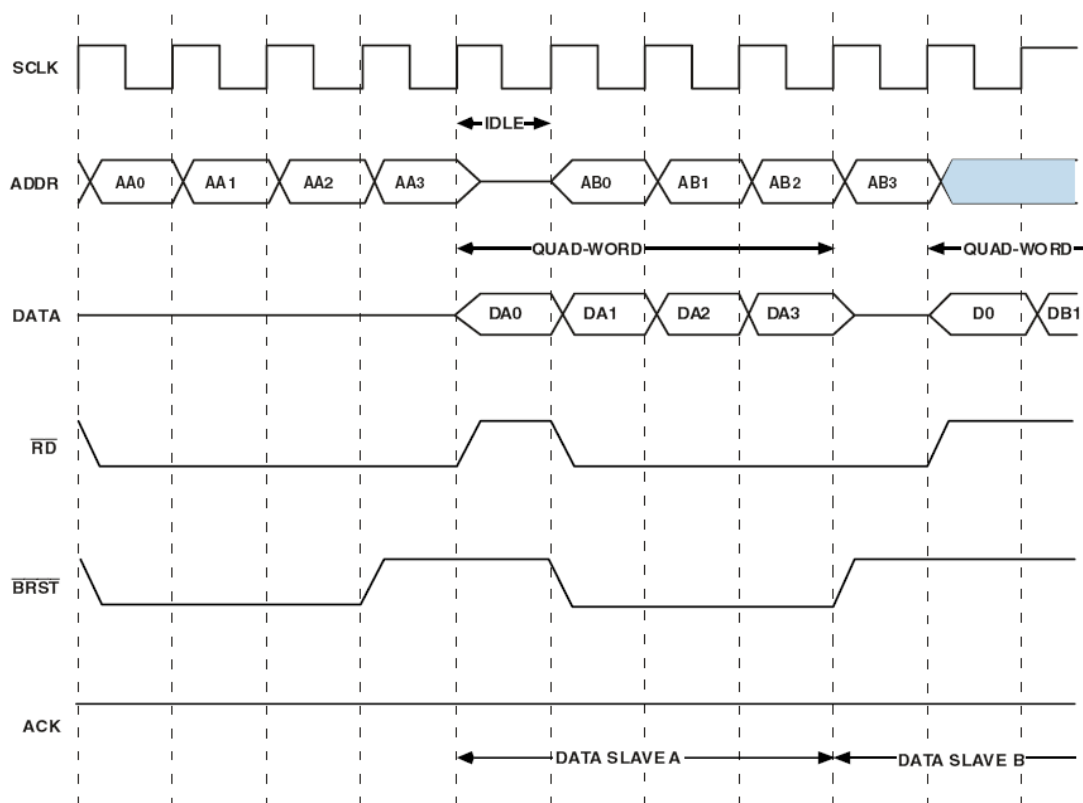 SCLK
IDLE
ADDR AA0 AA1 AA2 AA3 AB0 AB1 AB2 AB3
QUAD-WORD QUAD-WORD
DATA DA0 DA1 DA2 DA3 D0 DB1
RD
BRST
ACK
DATA SLAVE A DATA SLAVE B